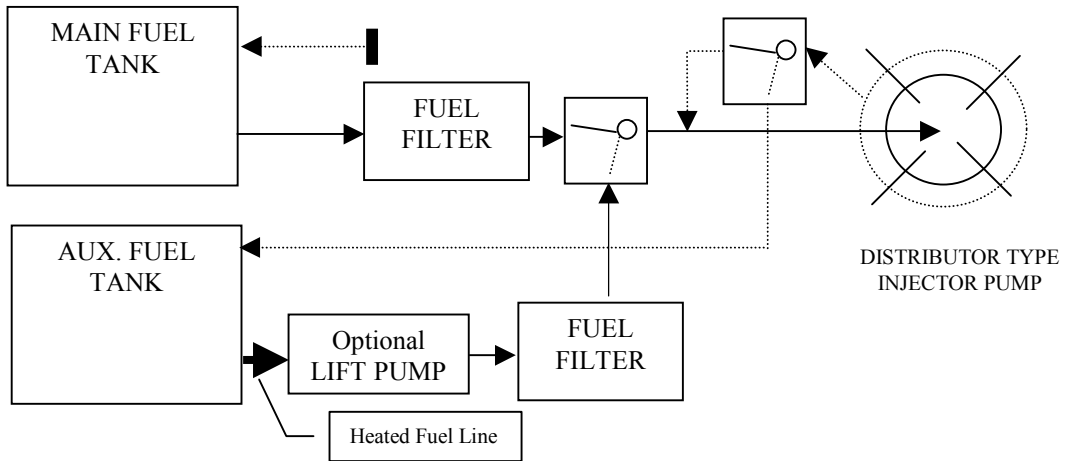 MAIN FUEL
TANK
FUEL
FILTER
AUX. FUEL
TANK
Optional
LIFT PUMP
FUEL
FILTER
Heated Fuel Line
DISTRIBUTOR TYPE
INJECTOR PUMP